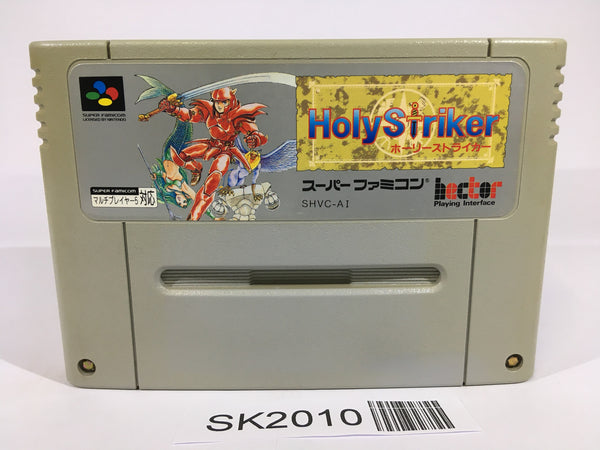 SUPER FAMICOM
LICENSED BY NINTENDO
HolyStriker
ホーリーストライカー
SUPER FAMICOM
マルチプレイヤー5 対応
スーパーファミコン®
SHVC-AI
hector
Playing Interface
SK2010